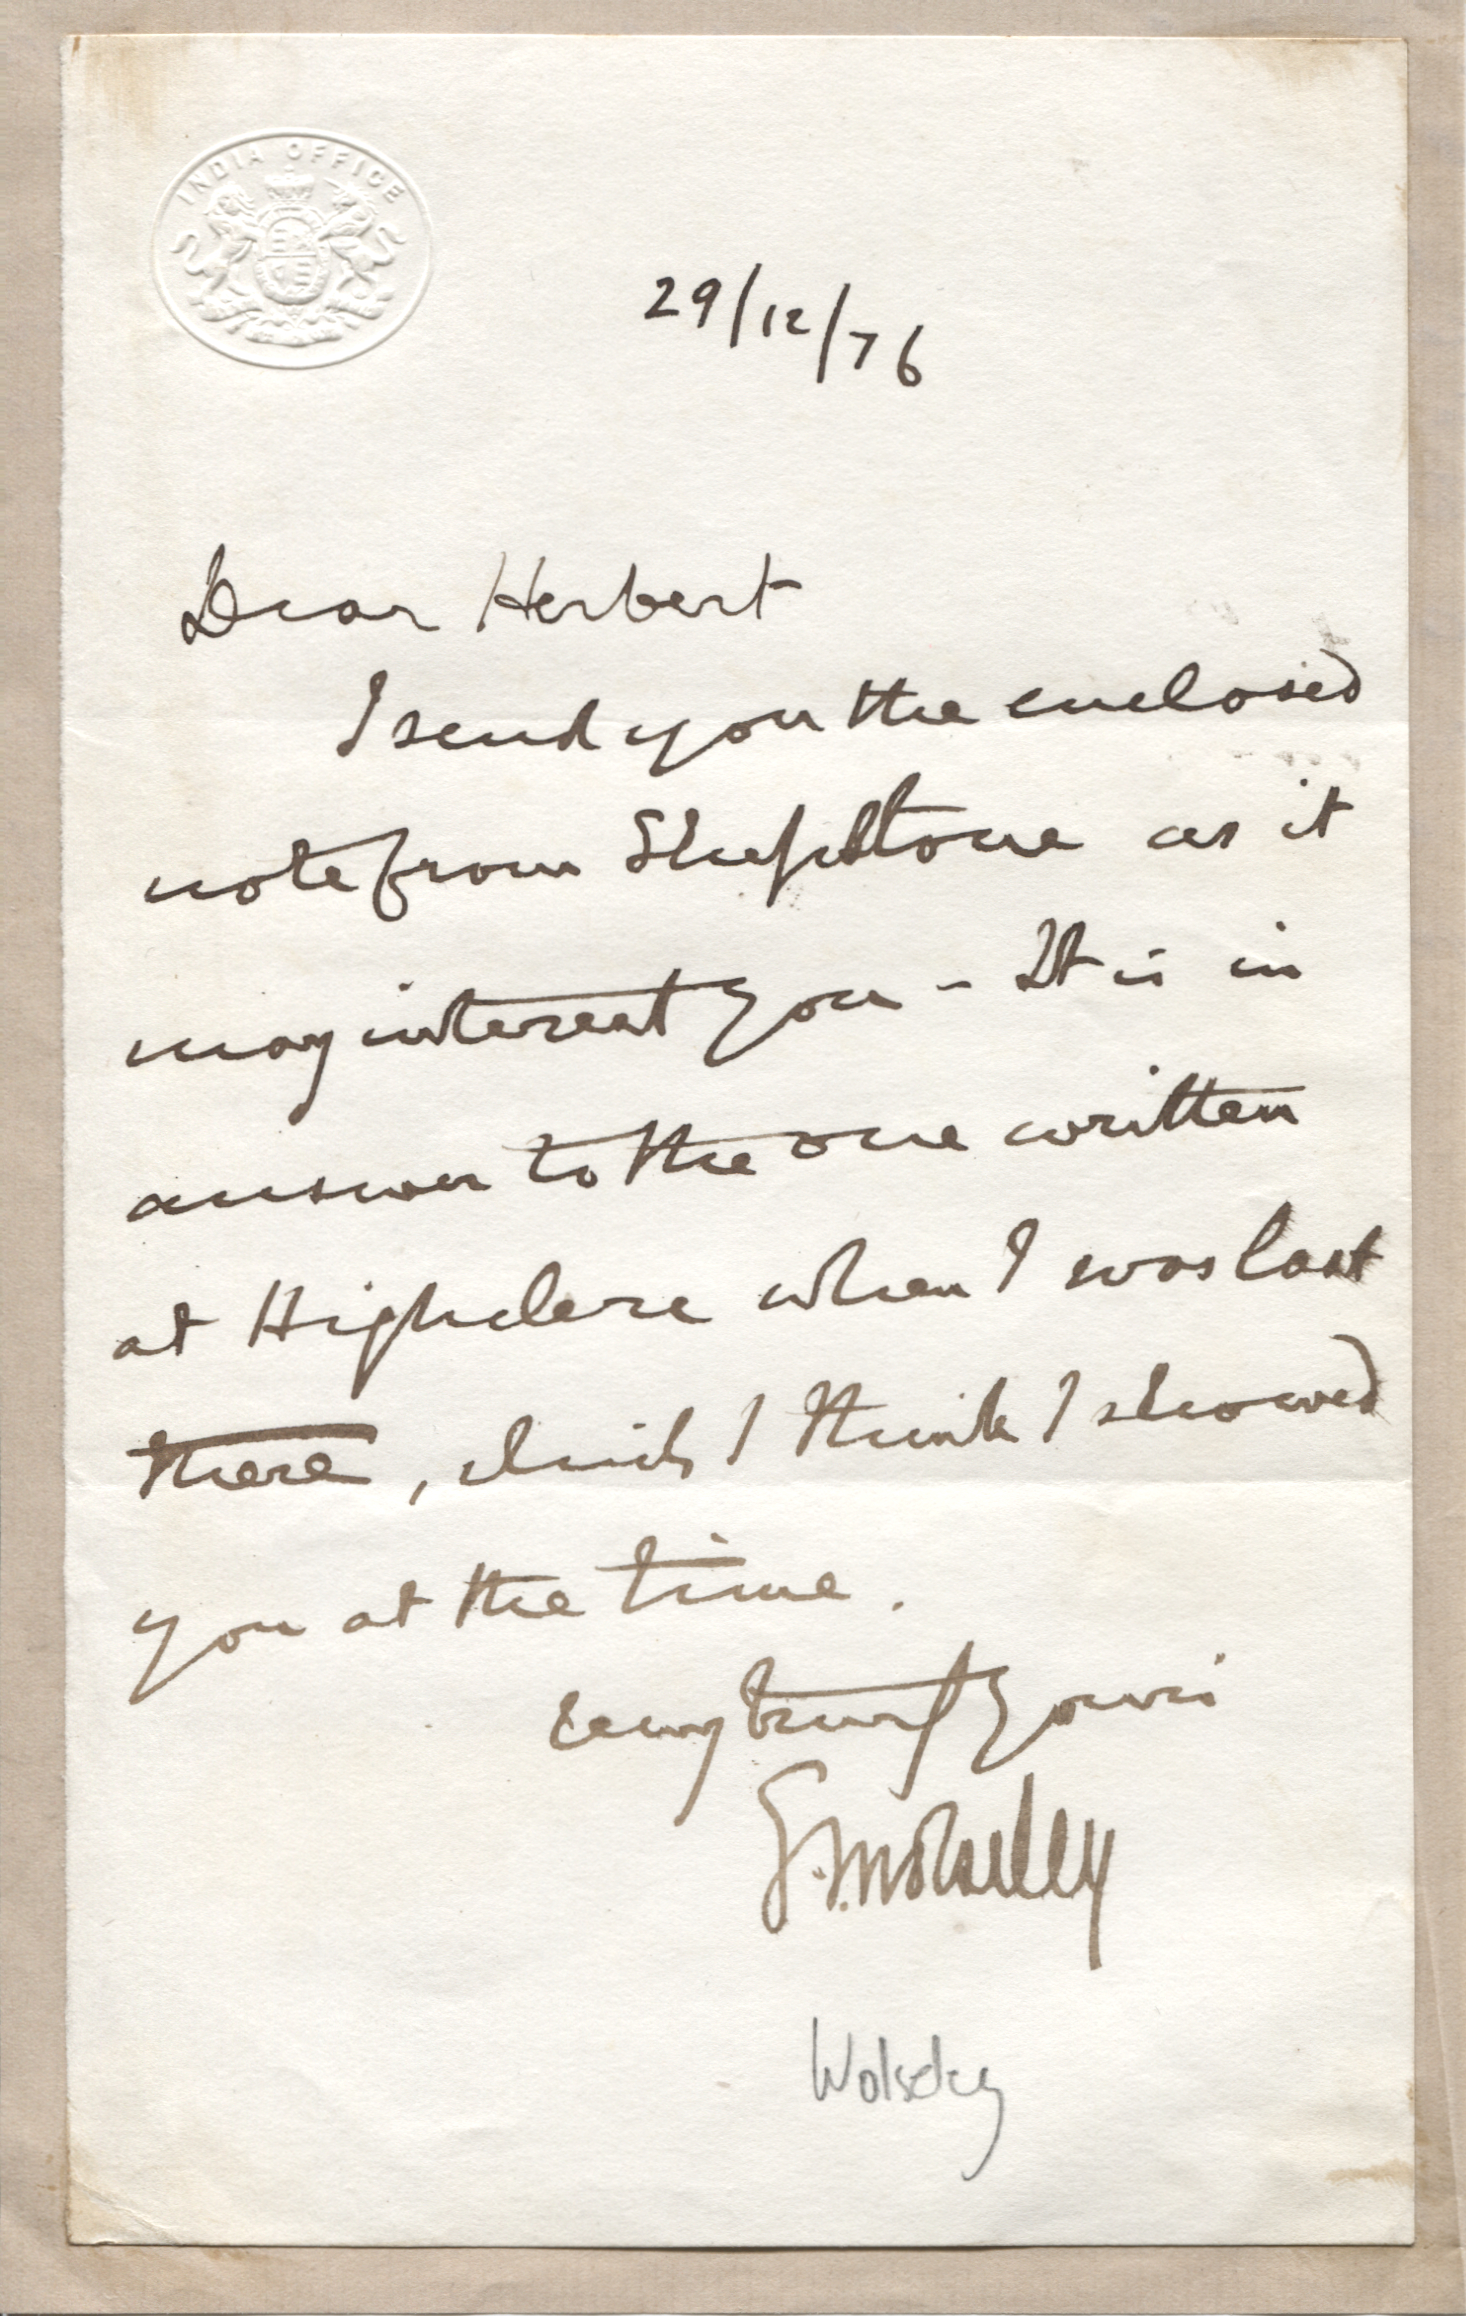 INDIA OFFICE
29/12/76
Dear Herbert
I send you the enclosed
note from Shepstone as it
may interest you - It is in
answer to the one written
at Highclere when I was last
there, which I think I showed
you at the time.
Very truly yours
G. J. Wolseley
Wolseley